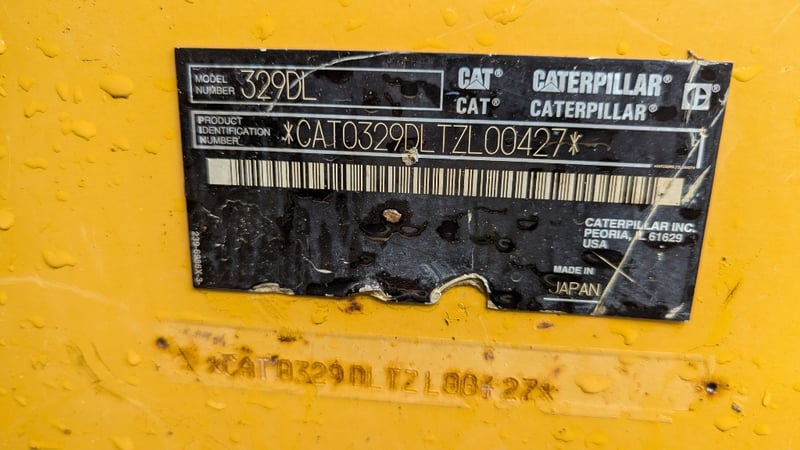 MODEL NUMBER 329DL
CAT® CATERPILLAR®
CAT® CATERPILLAR®
PRODUCT IDENTIFICATION NUMBER *CAT0329DLTZL00427*
CATERPILLAR INC.
PEORIA, IL 61629
USA
MADE IN
JAPAN
*CAT0329DLTZL00427*